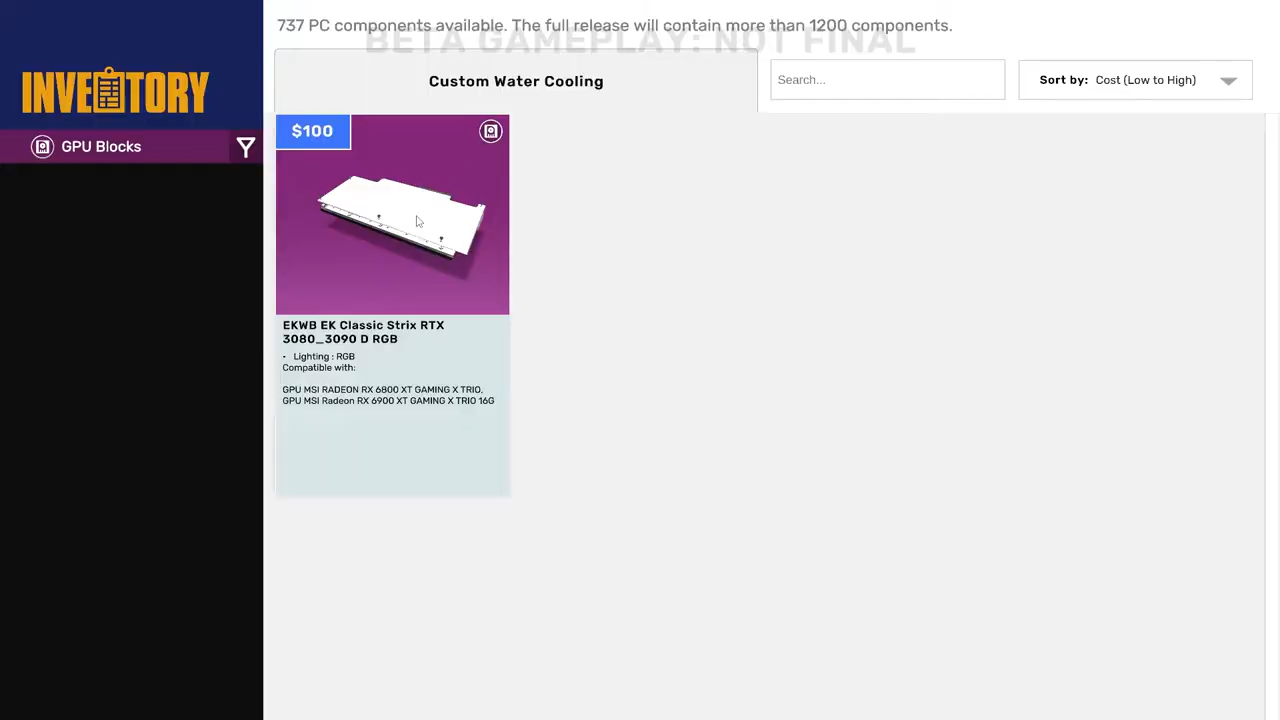 737 PC components available. The full release will contain more than 1200 components.
BETA GAMEPLAY: NOT FINAL
INVENTORY
GPU Blocks
Custom Water Cooling
Search...
Sort by: Cost (Low to High)
$100
EKWB EK Classic Strix RTX
3080_3090 D RGB
• Lighting : RGB
Compatible with:
GPU MSI RADEON RX 6800 XT GAMING X TRIO,
GPU MSI Radeon RX 6900 XT GAMING X TRIO 16G